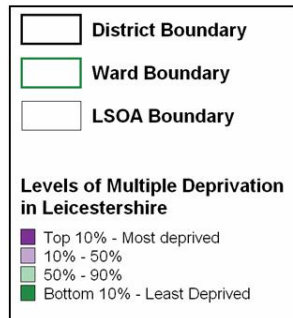 District Boundary
Ward Boundary
LSOA Boundary
Levels of Multiple Deprivation
in Leicestershire
Top 10% - Most deprived
10% - 50%
50% - 90%
Bottom 10% - Least Deprived